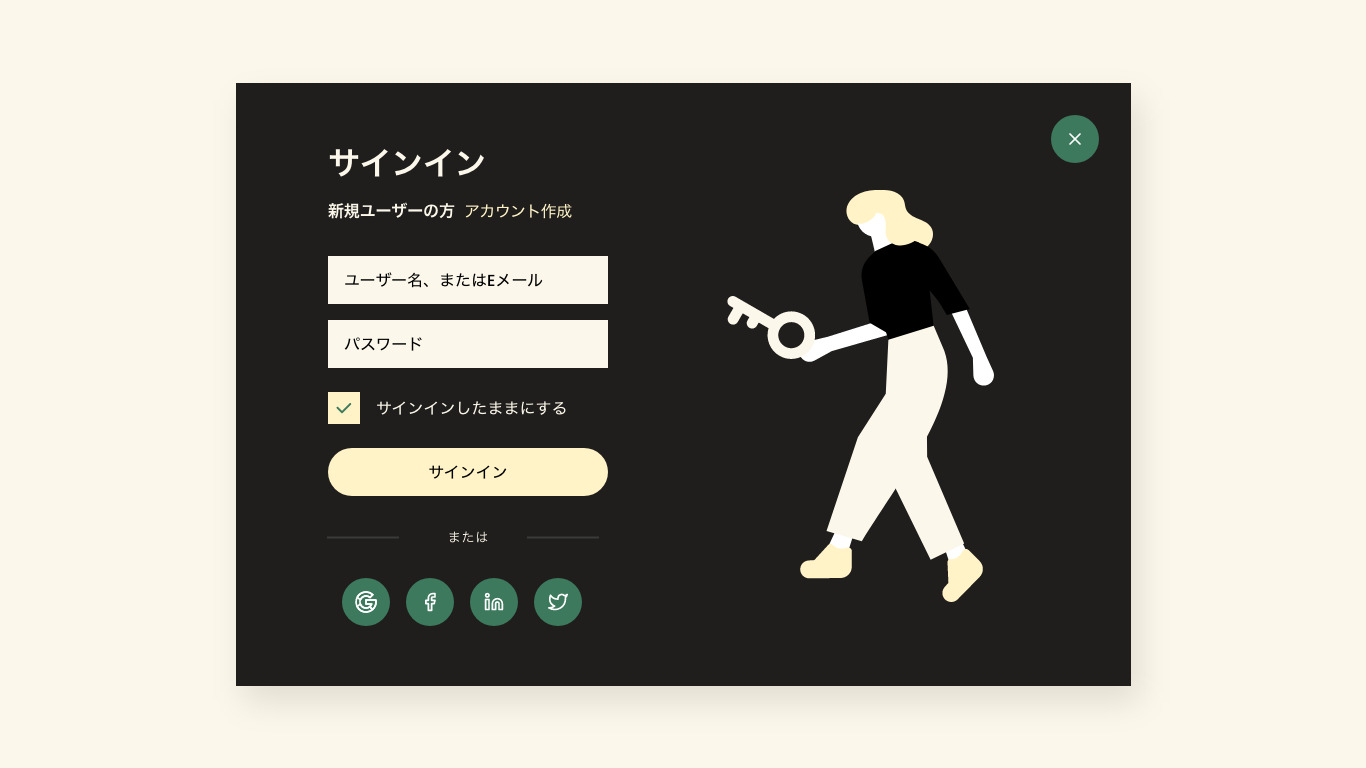 サインイン
新規ユーザーの方 アカウント作成
ユーザー名、またはEメール
パスワード
サインインしたままにする
サインイン
または